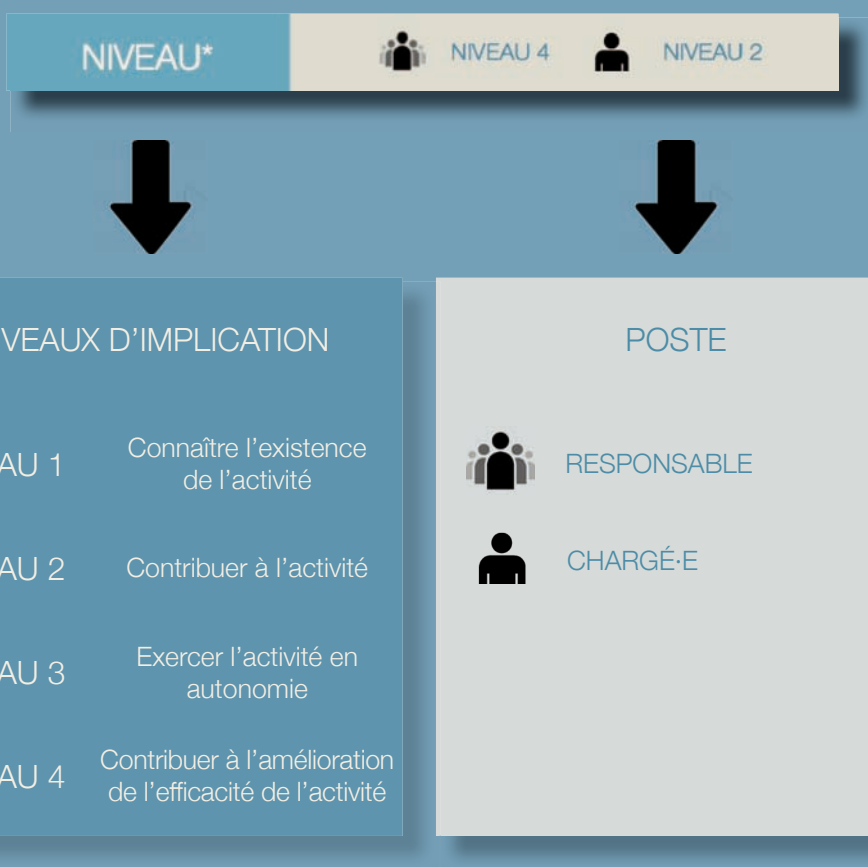 NIVEAU* NIVEAU 4 NIVEAU 2
VEAUX D’IMPLICATION
AU 1 Connaître l’existence
de l’activité
AU 2 Contribuer à l’activité
AU 3 Exercer l’activité en
autonomie
AU 4 Contribuer à l’amélioration
de l’efficacité de l’activité
POSTE
RESPONSABLE
CHARGÉ·E